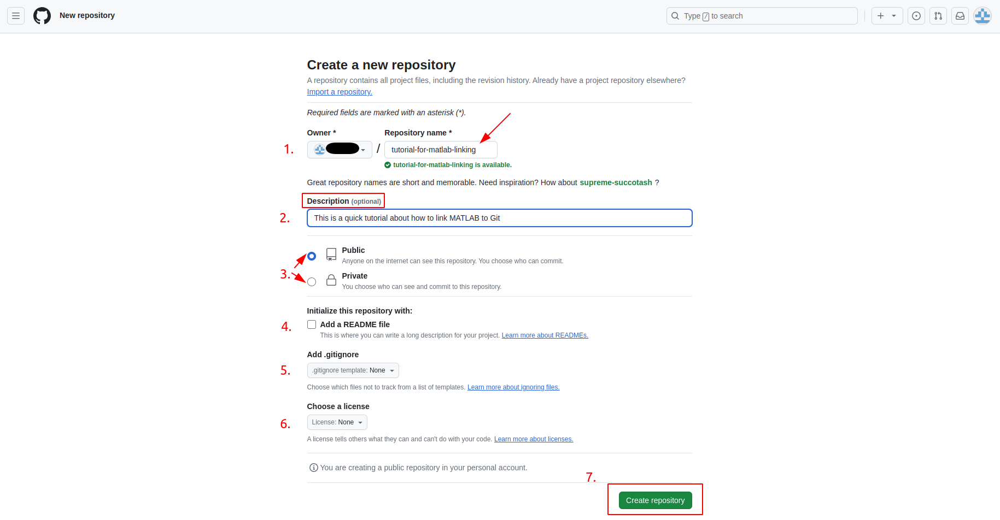 New repository
Type / to search
Create a new repository
A repository contains all project files, including the revision history. Already have a project repository elsewhere?
Import a repository.
Required fields are marked with an asterisk (*).
Owner * Repository name *
1. / tutorial-for-matlab-linking
tutorial-for-matlab-linking is available.
Great repository names are short and memorable. Need inspiration? How about supreme-succotash ?
Description (optional)
2. This is a quick tutorial about how to link MATLAB to Git
Public
Anyone on the internet can see this repository. You choose who can commit.
3.
Private
You choose who can see and commit to this repository.
Initialize this repository with:
4. Add a README file
This is where you can write a long description for your project. Learn more about READMEs.
Add .gitignore
5. .gitignore template: None
Choose which files not to track from a list of templates. Learn more about ignoring files.
Choose a license
6. License: None
A license tells others what they can and can't do with your code. Learn more about licenses.
You are creating a public repository in your personal account.
7.
Create repository